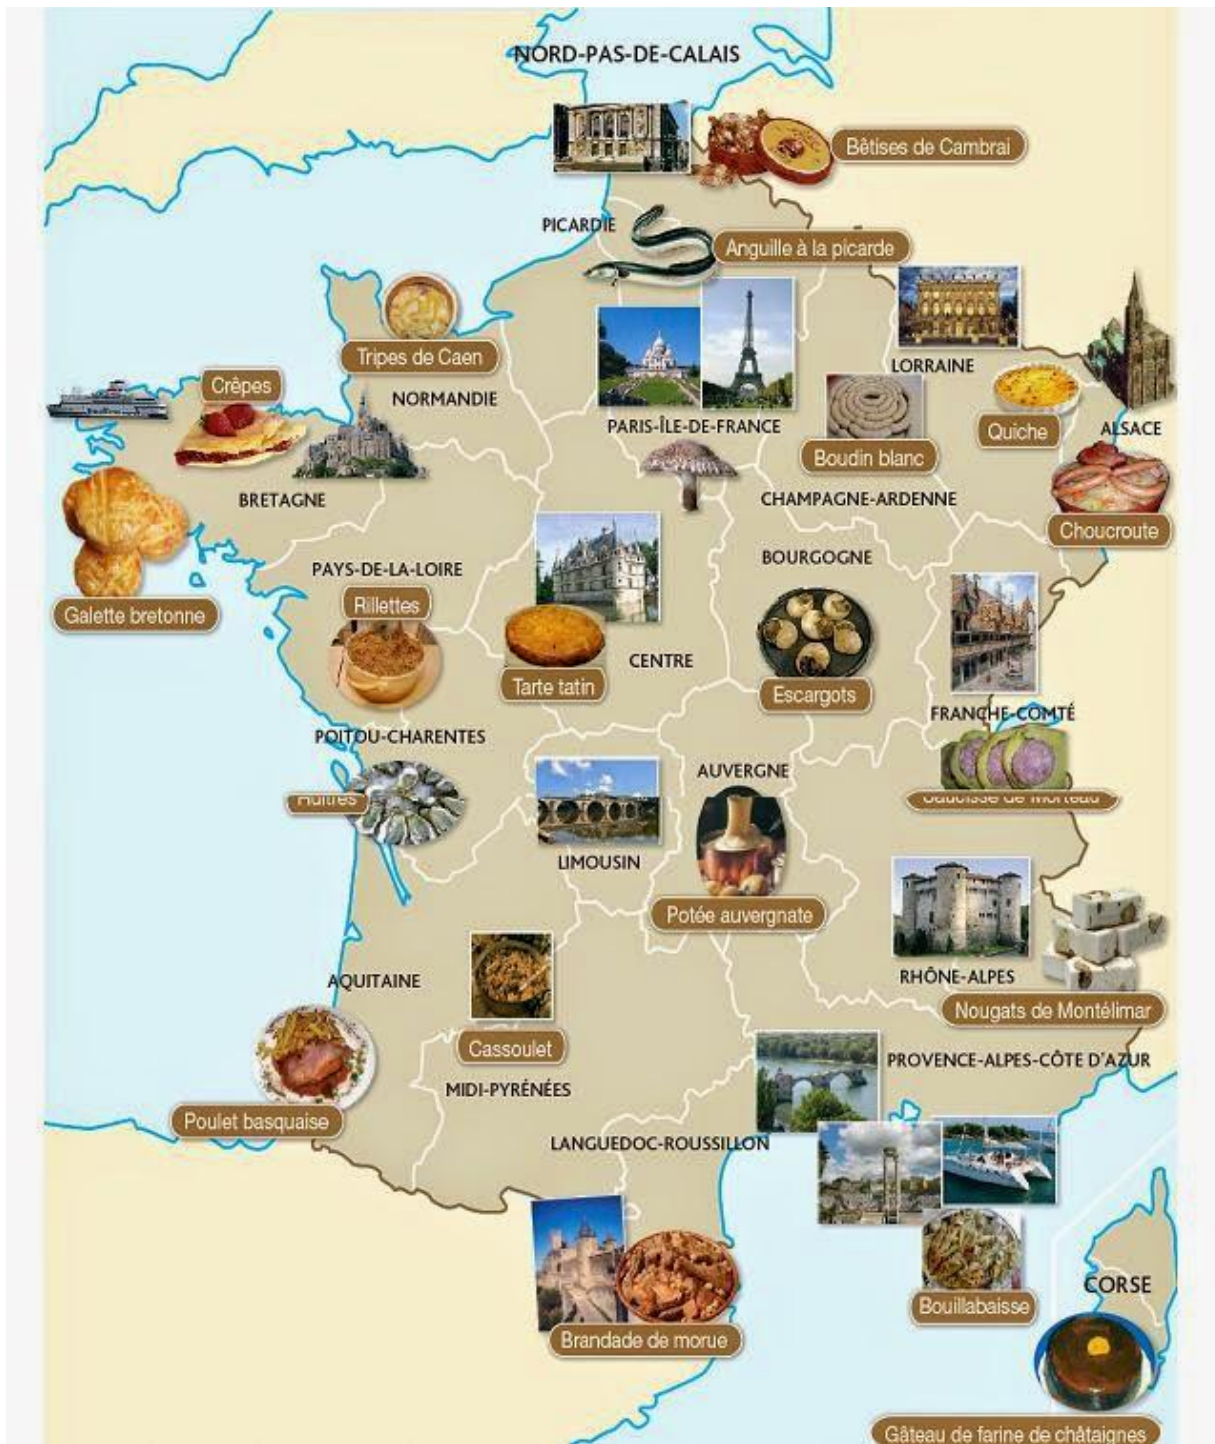 NORD-PAS-DE-CALAIS
Bêtises de Cambrai
PICARDIE
Anguille à la picarde
Tripes de Caen
LORRAINE
Crêpes
NORMANDIE
PARIS-ÎLE-DE-FRANCE
Quiche
ALSACE
Boudin blanc
BRETAGNE
CHAMPAGNE-ARDENNE
Choucroute
BOURGOGNE
PAYS-DE-LA-LOIRE
Rillettes
Galette bretonne
CENTRE
Tarte tatin
Escargots
FRANCHE-COMTÉ
POITOU-CHARENTES
AUVERGNE
Huîtres
Saucisse de Morteau
LIMOUSIN
Potée auvergnate
RHÔNE-ALPES
AQUITAINE
Nougats de Montélimar
Cassoulet
PROVENCE-ALPES-CÔTE D'AZUR
MIDI-PYRÉNÉES
Poulet basquaise
LANGUEDOC-ROUSSILLON
CORSE
Bouillabaisse
Brandade de morue
Gâteau de farine de châtaignes